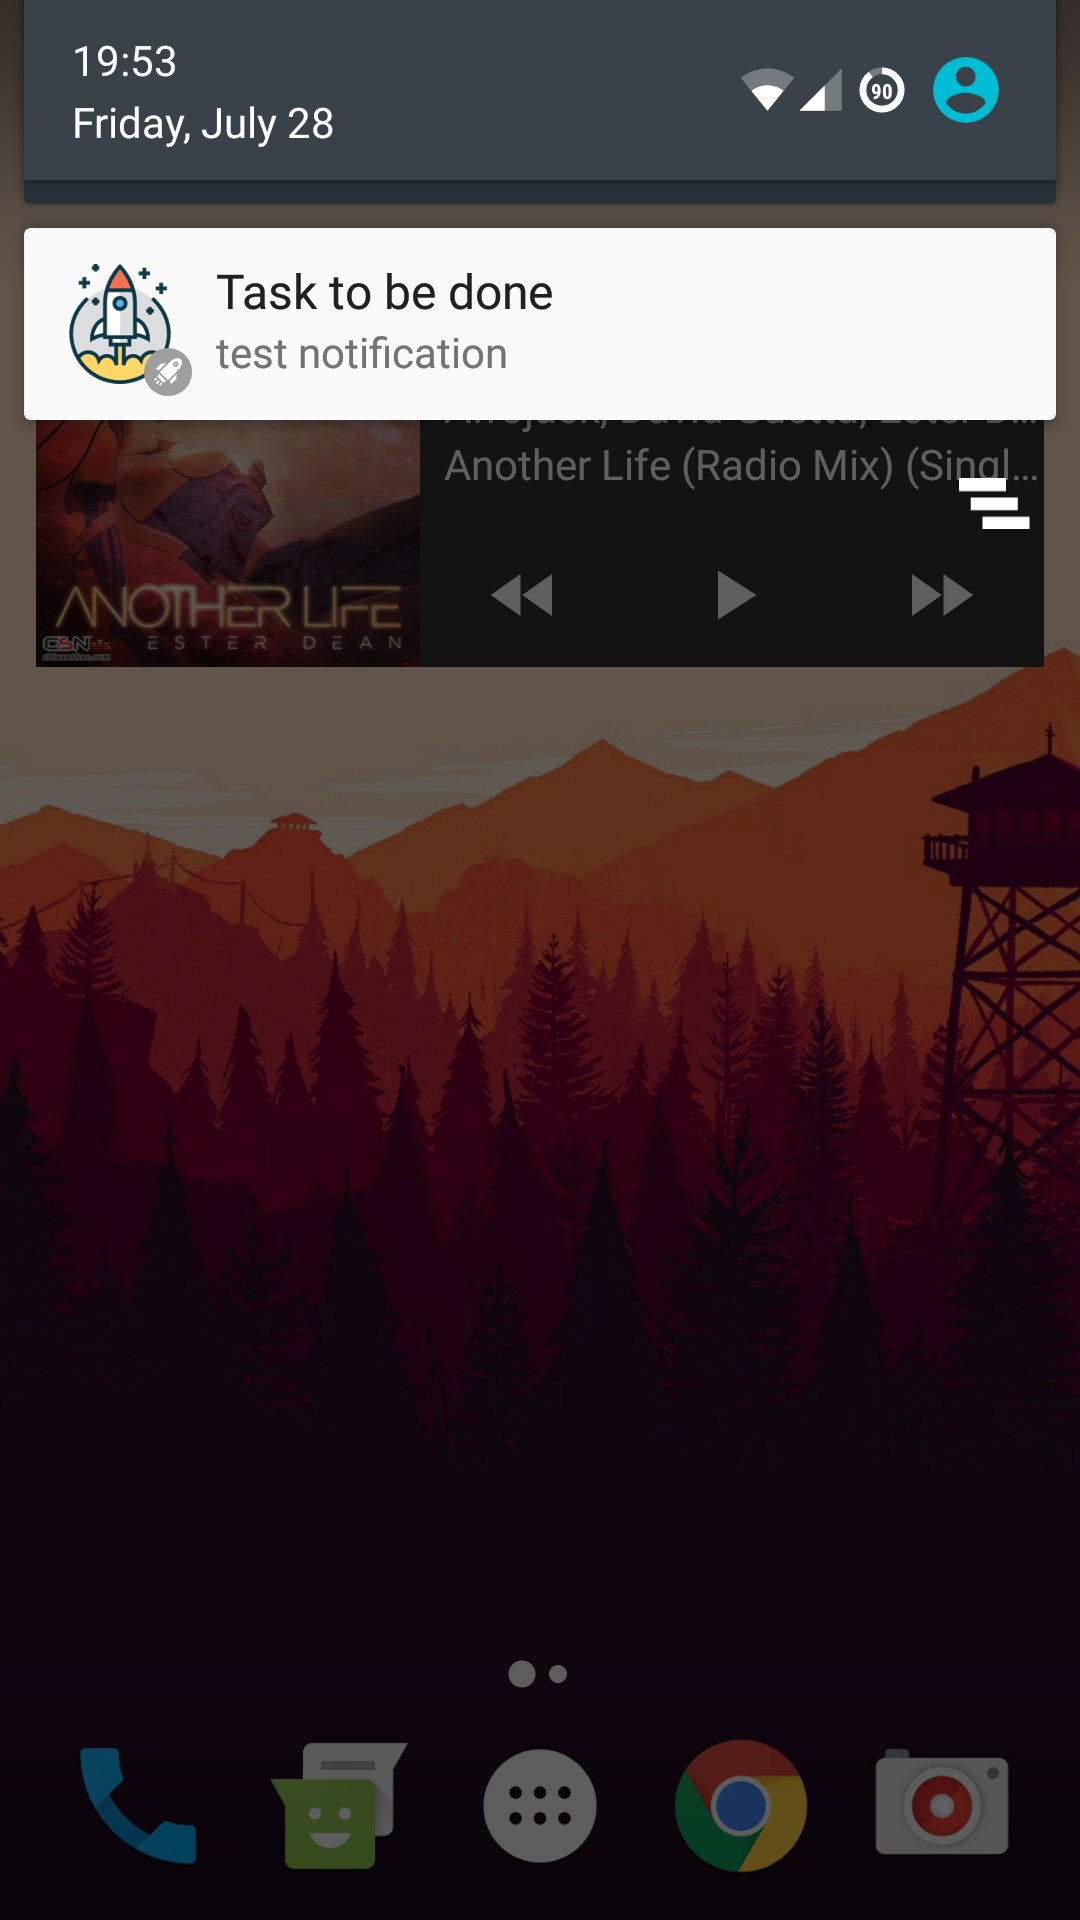 19:53
Friday, July 28
90
Task to be done
test notification
Another Life (Radio Mix) (Singl...
ANOTHER LIFE
ESTER DEAN
CSN